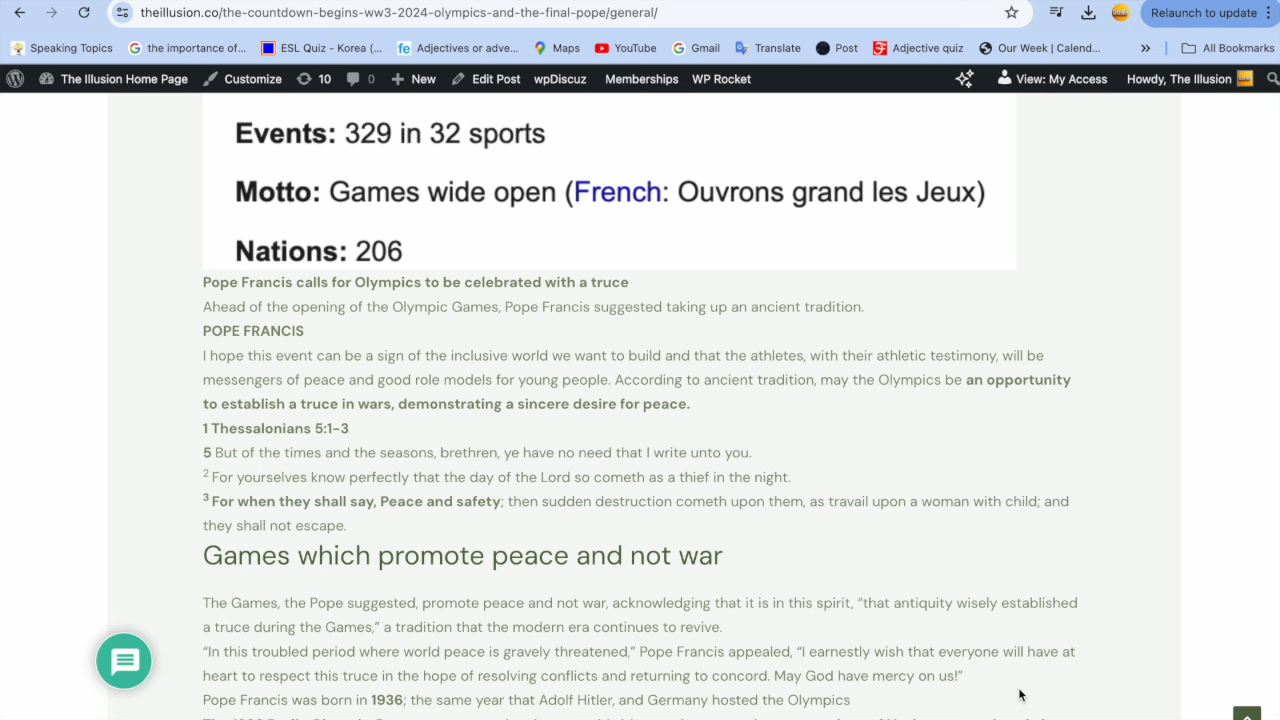 theillusion.co/the-countdown-begins-ww3-2024-olympics-and-the-final-pope/general/
Relaunch to update
Speaking Topics
the importance of...
ESL Quiz - Korea (...
Adjectives or adve...
Maps
YouTube
Gmail
Translate
Post
Adjective quiz
Our Week | Calend...
»
All Bookmarks
The Illusion Home Page
Customize
10
0
New
Edit Post
wpDiscuz
Memberships
WP Rocket
View: My Access
Howdy, The Illusion
Events: 329 in 32 sports
Motto: Games wide open (French: Ouvrons grand les Jeux)
Nations: 206
Pope Francis calls for Olympics to be celebrated with a truce
Ahead of the opening of the Olympic Games, Pope Francis suggested taking up an ancient tradition.
POPE FRANCIS
I hope this event can be a sign of the inclusive world we want to build and that the athletes, with their athletic testimony, will be
messengers of peace and good role models for young people. According to ancient tradition, may the Olympics be an opportunity
to establish a truce in wars, demonstrating a sincere desire for peace.
1 Thessalonians 5:1-3
5 But of the times and the seasons, brethren, ye have no need that I write unto you.
2 For yourselves know perfectly that the day of the Lord so cometh as a thief in the night.
3 For when they shall say, Peace and safety; then sudden destruction cometh upon them, as travail upon a woman with child; and
they shall not escape.
Games which promote peace and not war
The Games, the Pope suggested, promote peace and not war, acknowledging that it is in this spirit, “that antiquity wisely established
a truce during the Games,” a tradition that the modern era continues to revive.
“In this troubled period where world peace is gravely threatened,” Pope Francis appealed, “I earnestly wish that everyone will have at
heart to respect this truce in the hope of resolving conflicts and returning to concord. May God have mercy on us!”
Pope Francis was born in 1936; the same year that Adolf Hitler, and Germany hosted the Olympics